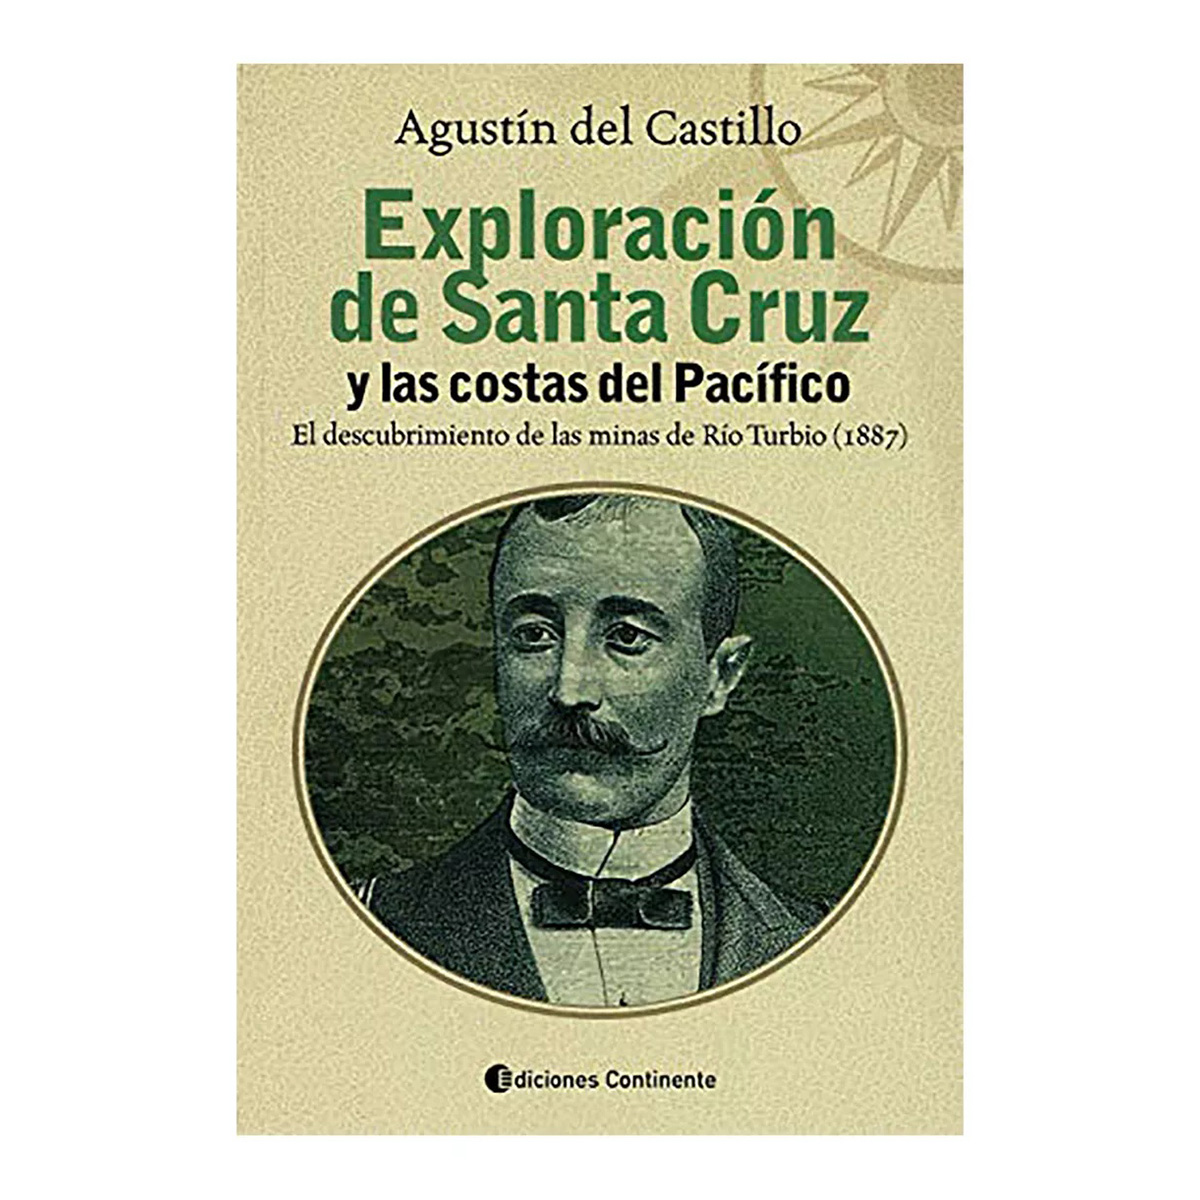 Agustín del Castillo
Exploración
de Santa Cruz
y las costas del Pacífico
El descubrimiento de las minas de Río Turbio (1887)
Ediciones Continente